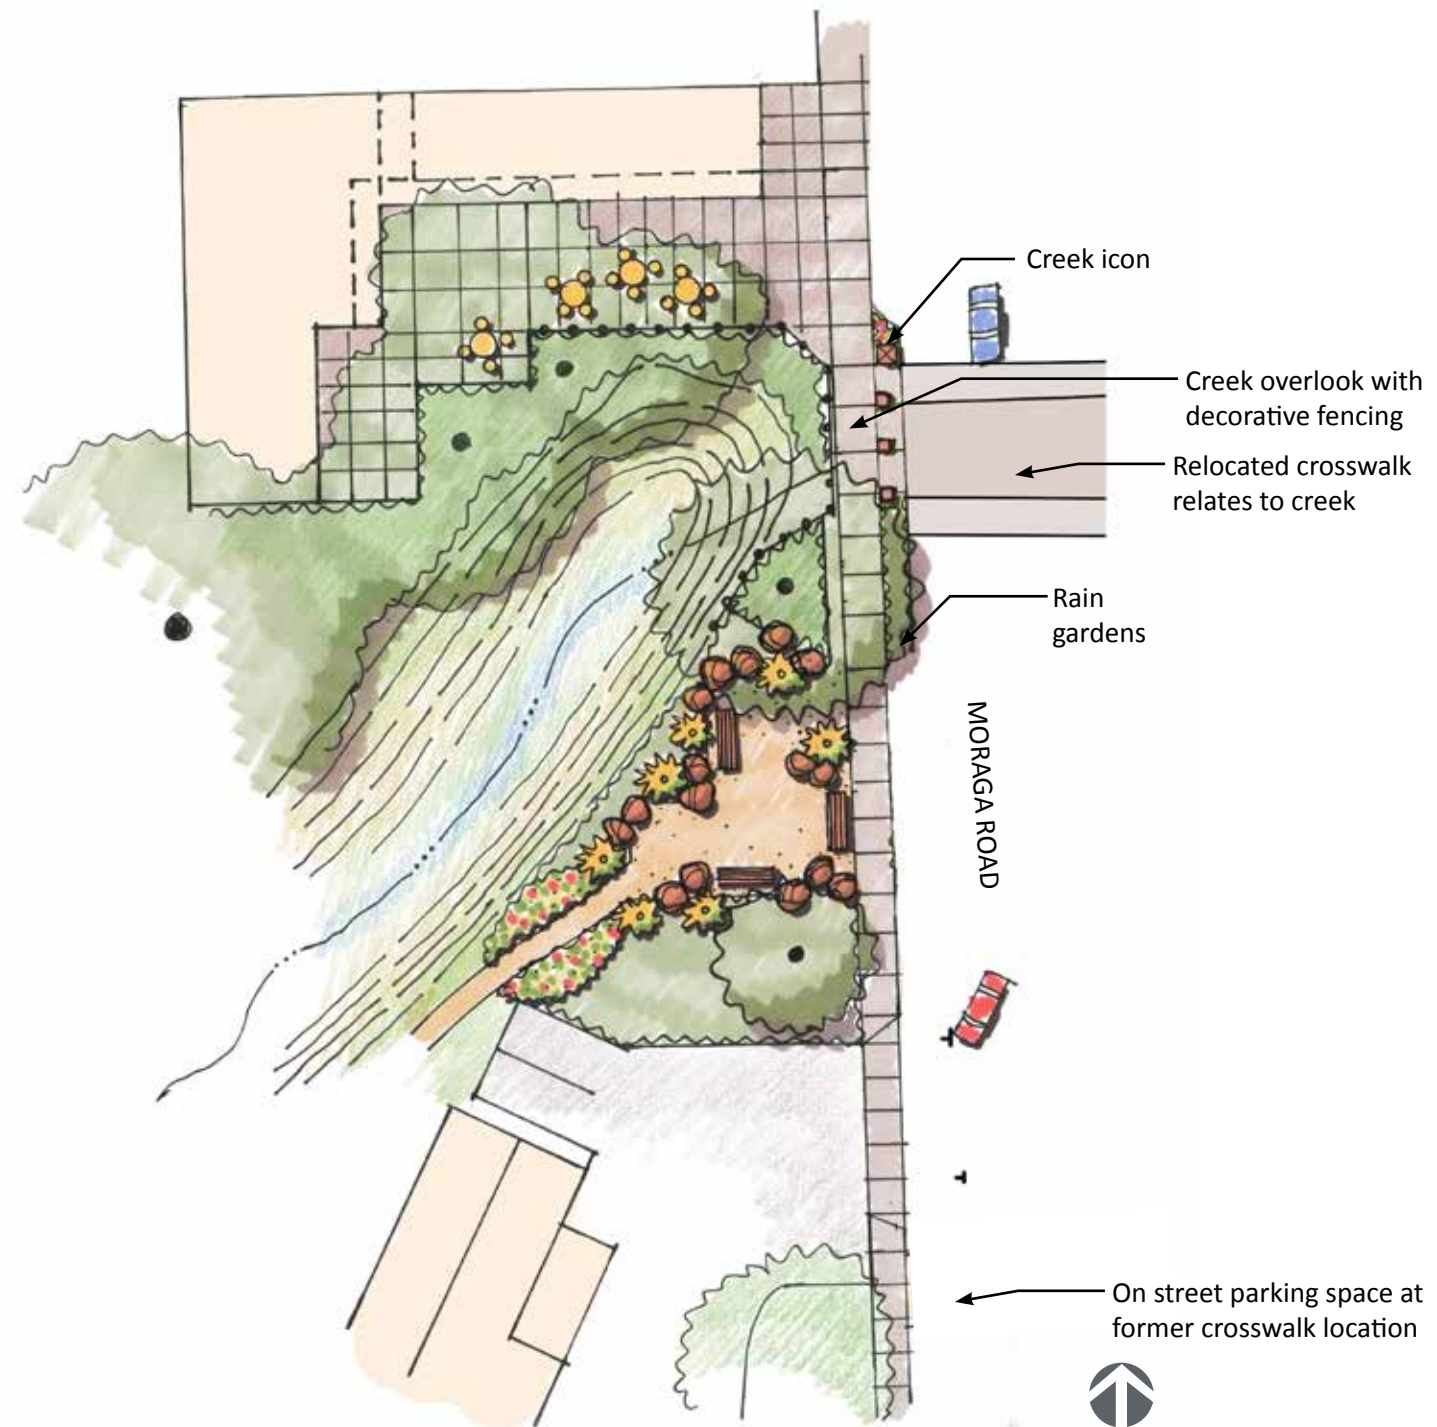 Creek icon
Creek overlook with
decorative fencing
Relocated crosswalk
relates to creek
Rain
gardens
MORAGA ROAD
On street parking space at
former crosswalk location